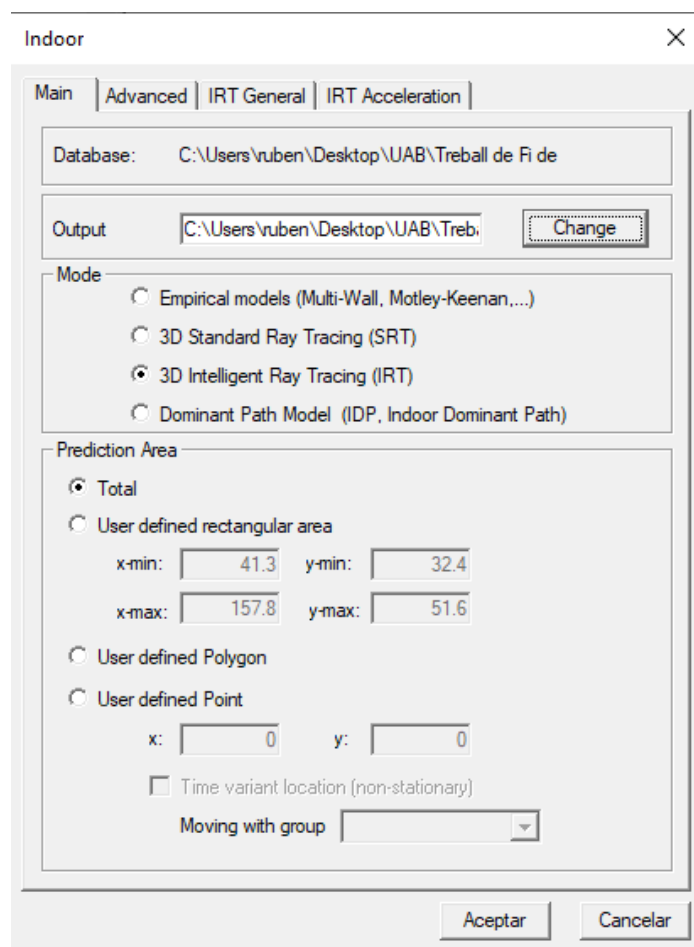 Indoor
Main Advanced IRT General IRT Acceleration
Database: C:\Users\ruben\Desktop\UAB\Treball de Fi de
Output C:\Users\ruben\Desktop\UAB\Treba Change
Mode
Empirical models (Multi-Wall, Motley-Keenan,...)
3D Standard Ray Tracing (SRT)
3D Intelligent Ray Tracing (IRT)
Dominant Path Model (IDP, Indoor Dominant Path)
Prediction Area
Total
User defined rectangular area
x-min: 41.3 y-min: 32.4
x-max: 157.8 y-max: 51.6
User defined Polygon
User defined Point
x: 0 y: 0
Time variant location (non-stationary)
Moving with group
Aceptar Cancelar